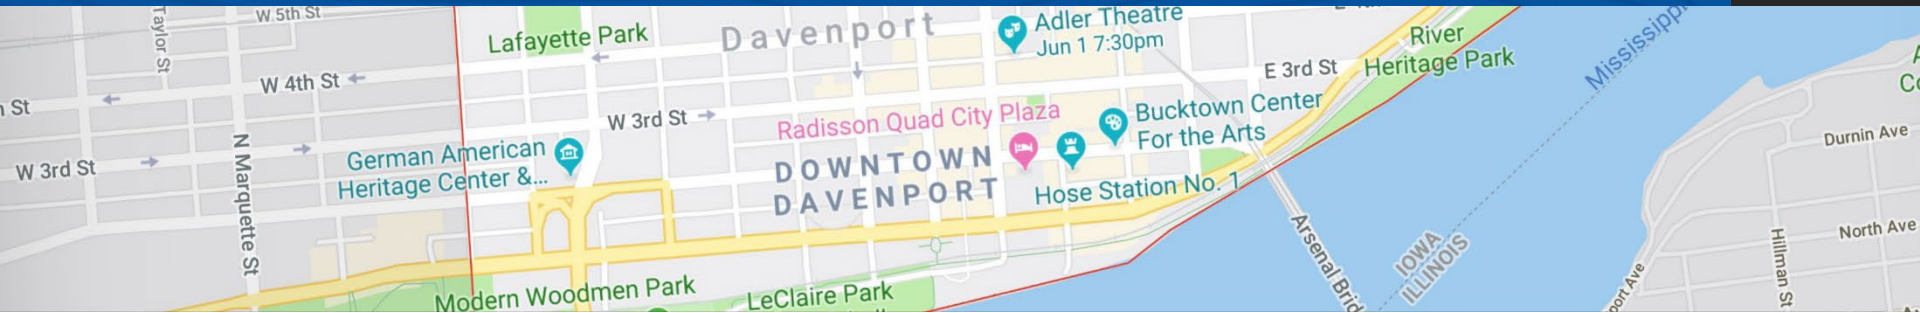 W 5th St
Taylor St
Lafayette Park
Davenport
Adler Theatre
Jun 1 7:30pm
River
Heritage Park
Mississippi
W 4th St
E 3rd St
St
W 3rd St
W 3rd St
N Marquette St
German American
Heritage Center &...
Radisson Quad City Plaza
Bucktown Center
For the Arts
DOWNTOWN
DAVENPORT
Hose Station No. 1
Durnin Ave
North Ave
Hillman St
Arsenal Brid
IOWA
ILLINOIS
port Ave
Modern Woodmen Park
LeClaire Park